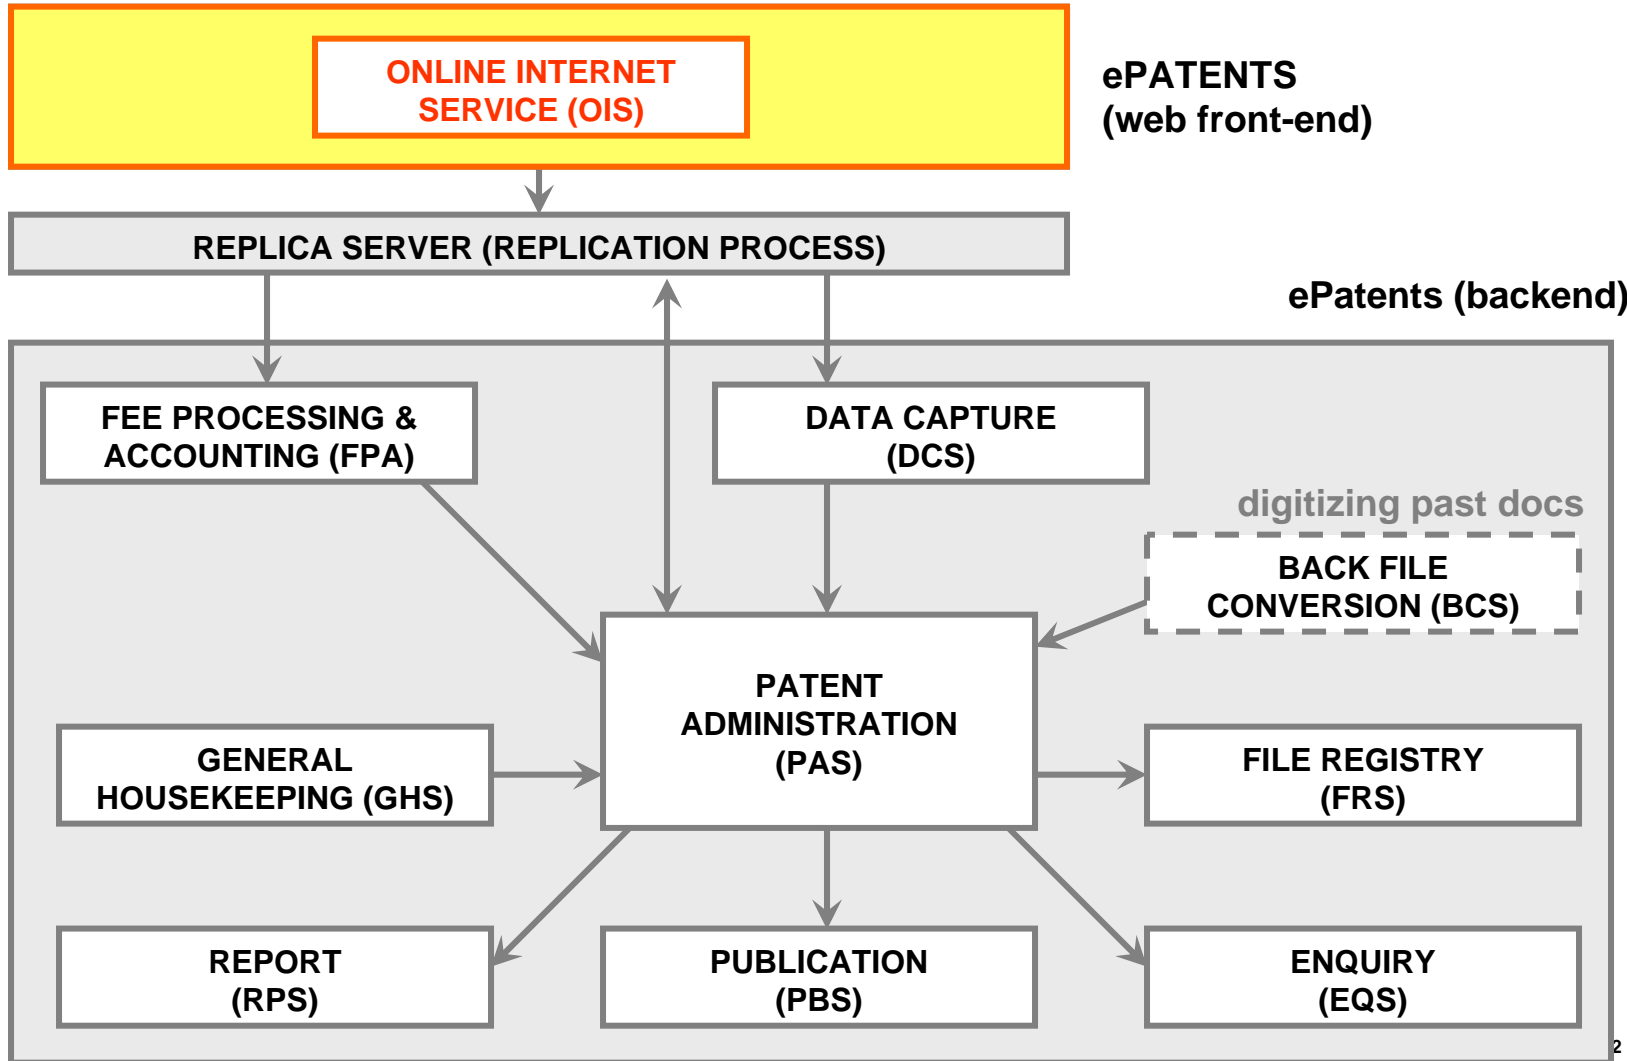 ONLINE INTERNET
SERVICE (OIS)
ePATENTS
(web front-end)
REPLICA SERVER (REPLICATION PROCESS)
ePatents (backend)
FEE PROCESSING &
ACCOUNTING (FPA)
DATA CAPTURE
(DCS)
digitizing past docs
BACK FILE
CONVERSION (BCS)
PATENT
ADMINISTRATION
(PAS)
GENERAL
HOUSEKEEPING (GHS)
FILE REGISTRY
(FRS)
REPORT
(RPS)
PUBLICATION
(PBS)
ENQUIRY
(EQS)
2